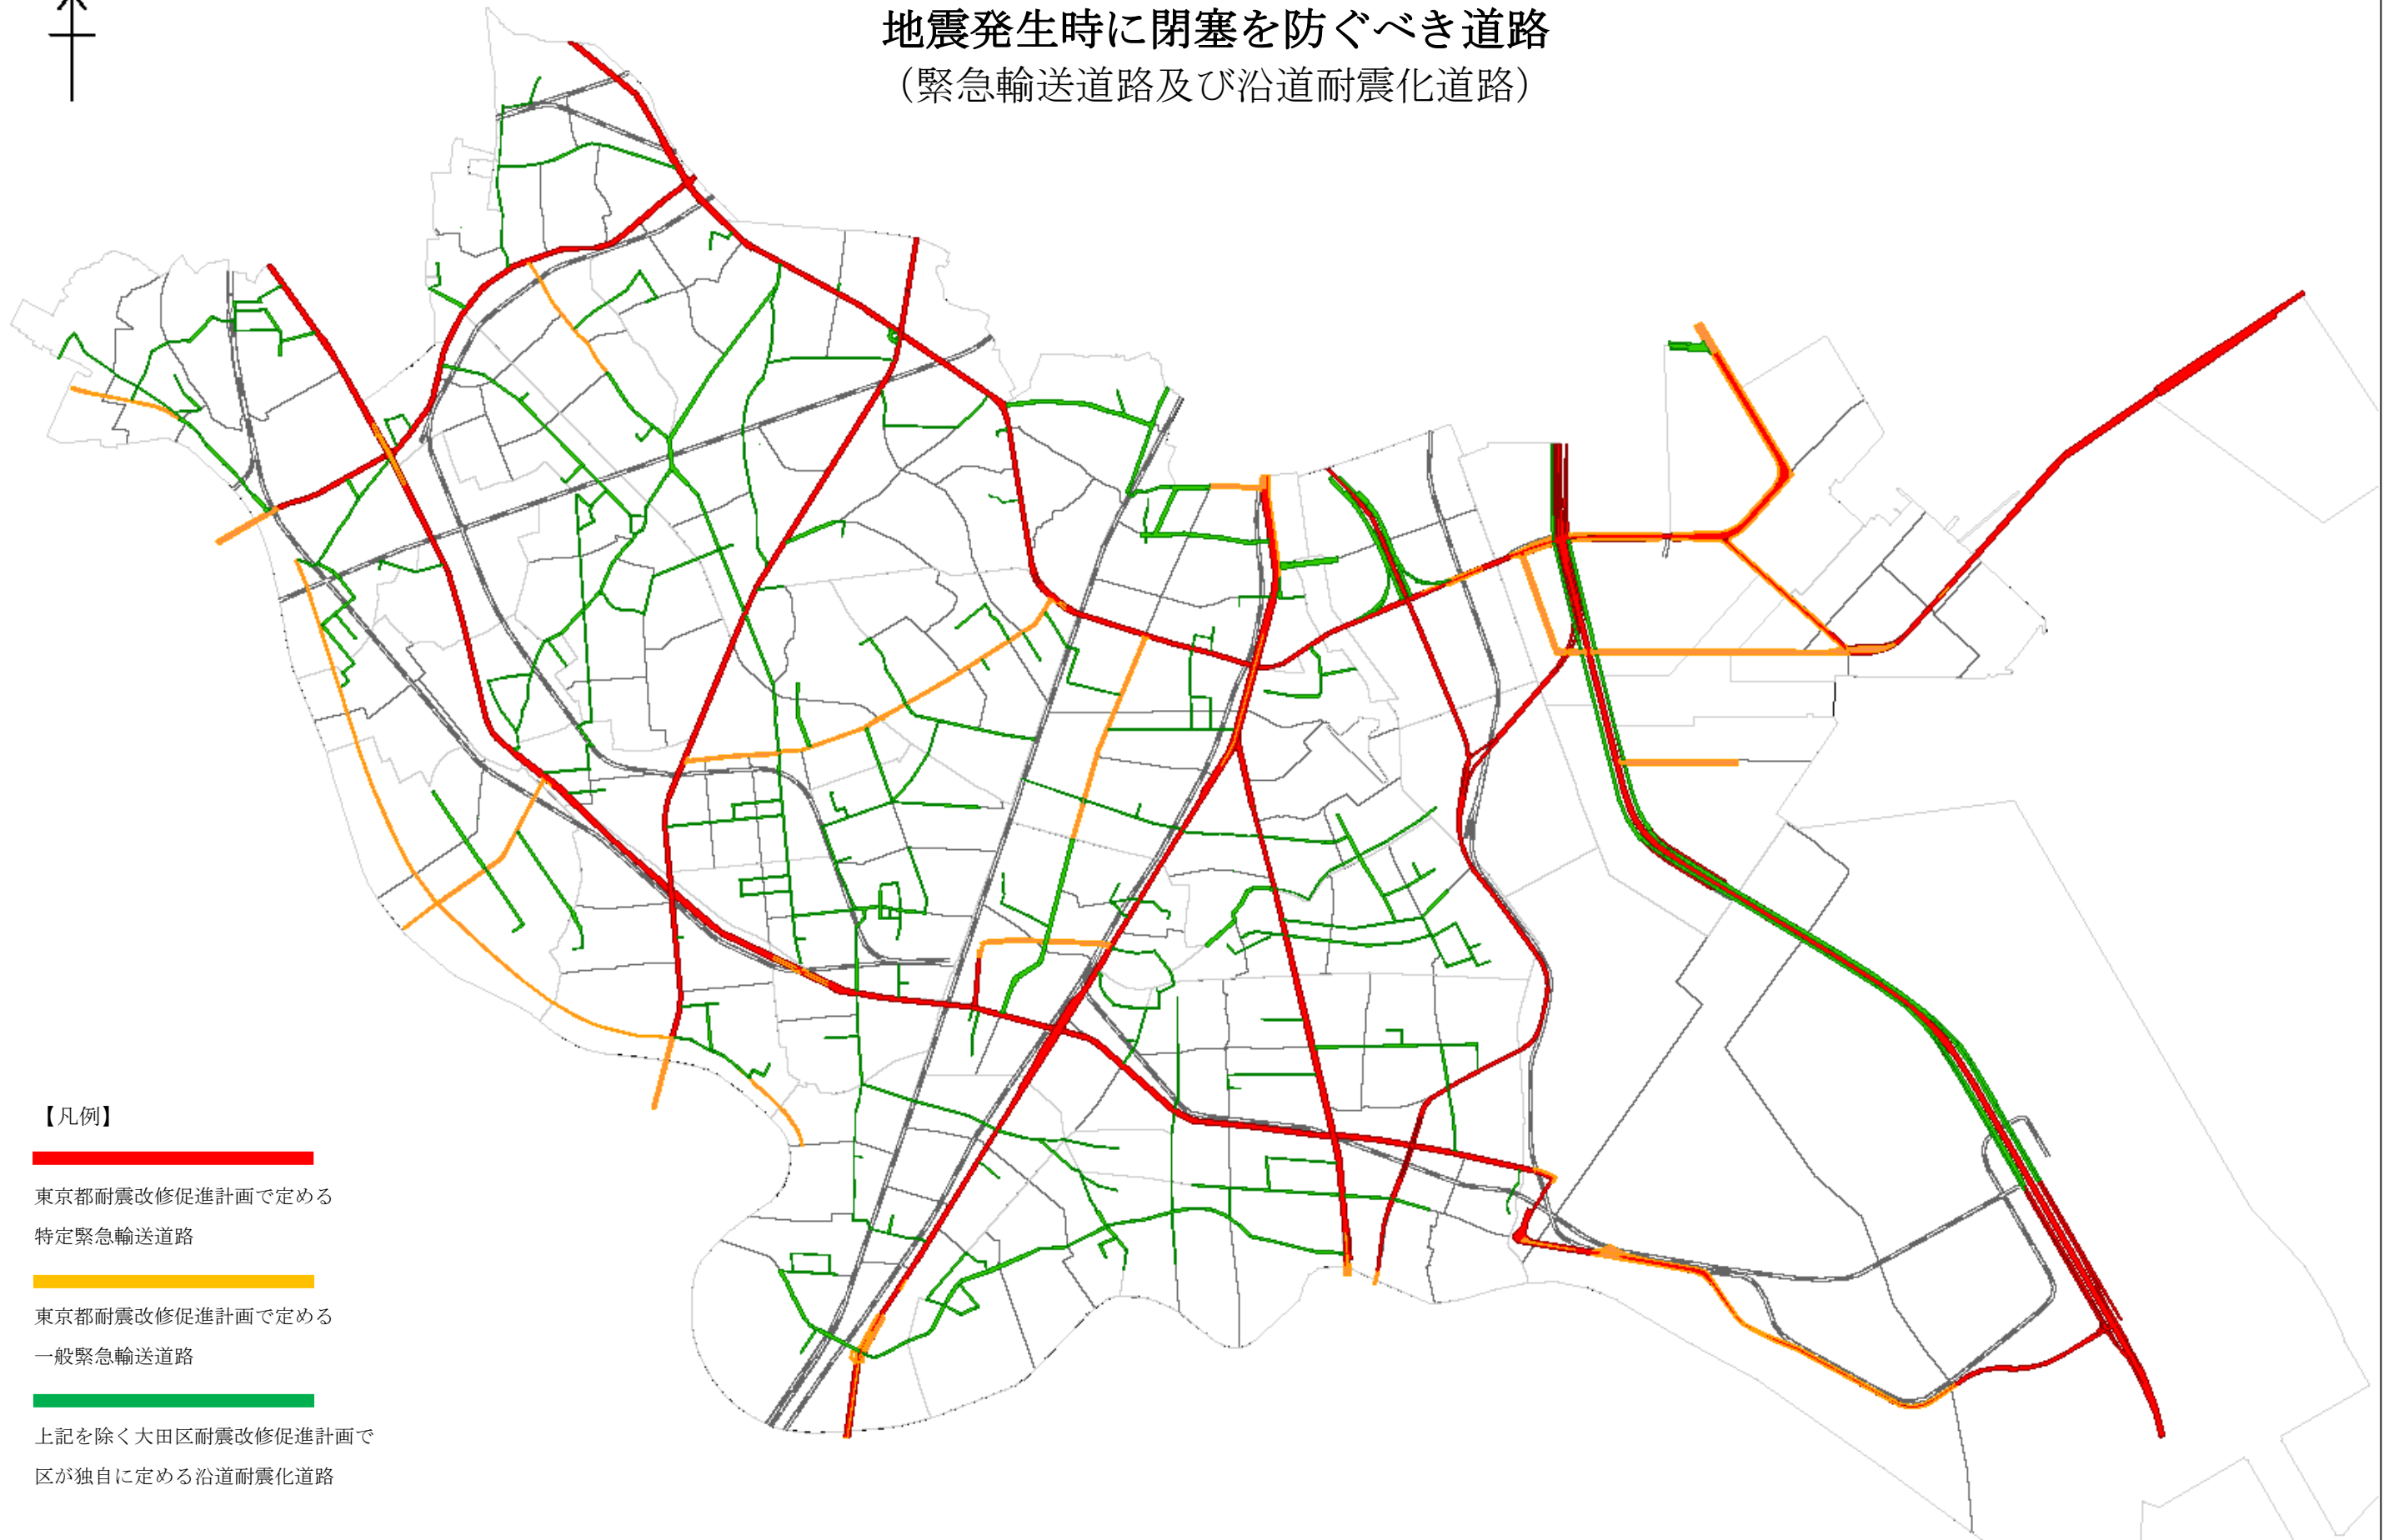 地震発生時に閉塞を防ぐべき道路
（緊急輸送道路及び沿道耐震化道路）
【凡例】
東京都耐震改修促進計画で定める
特定緊急輸送道路
東京都耐震改修促進計画で定める
一般緊急輸送道路
上記を除く大田区耐震改修促進計画で
区が独自に定める沿道耐震化道路